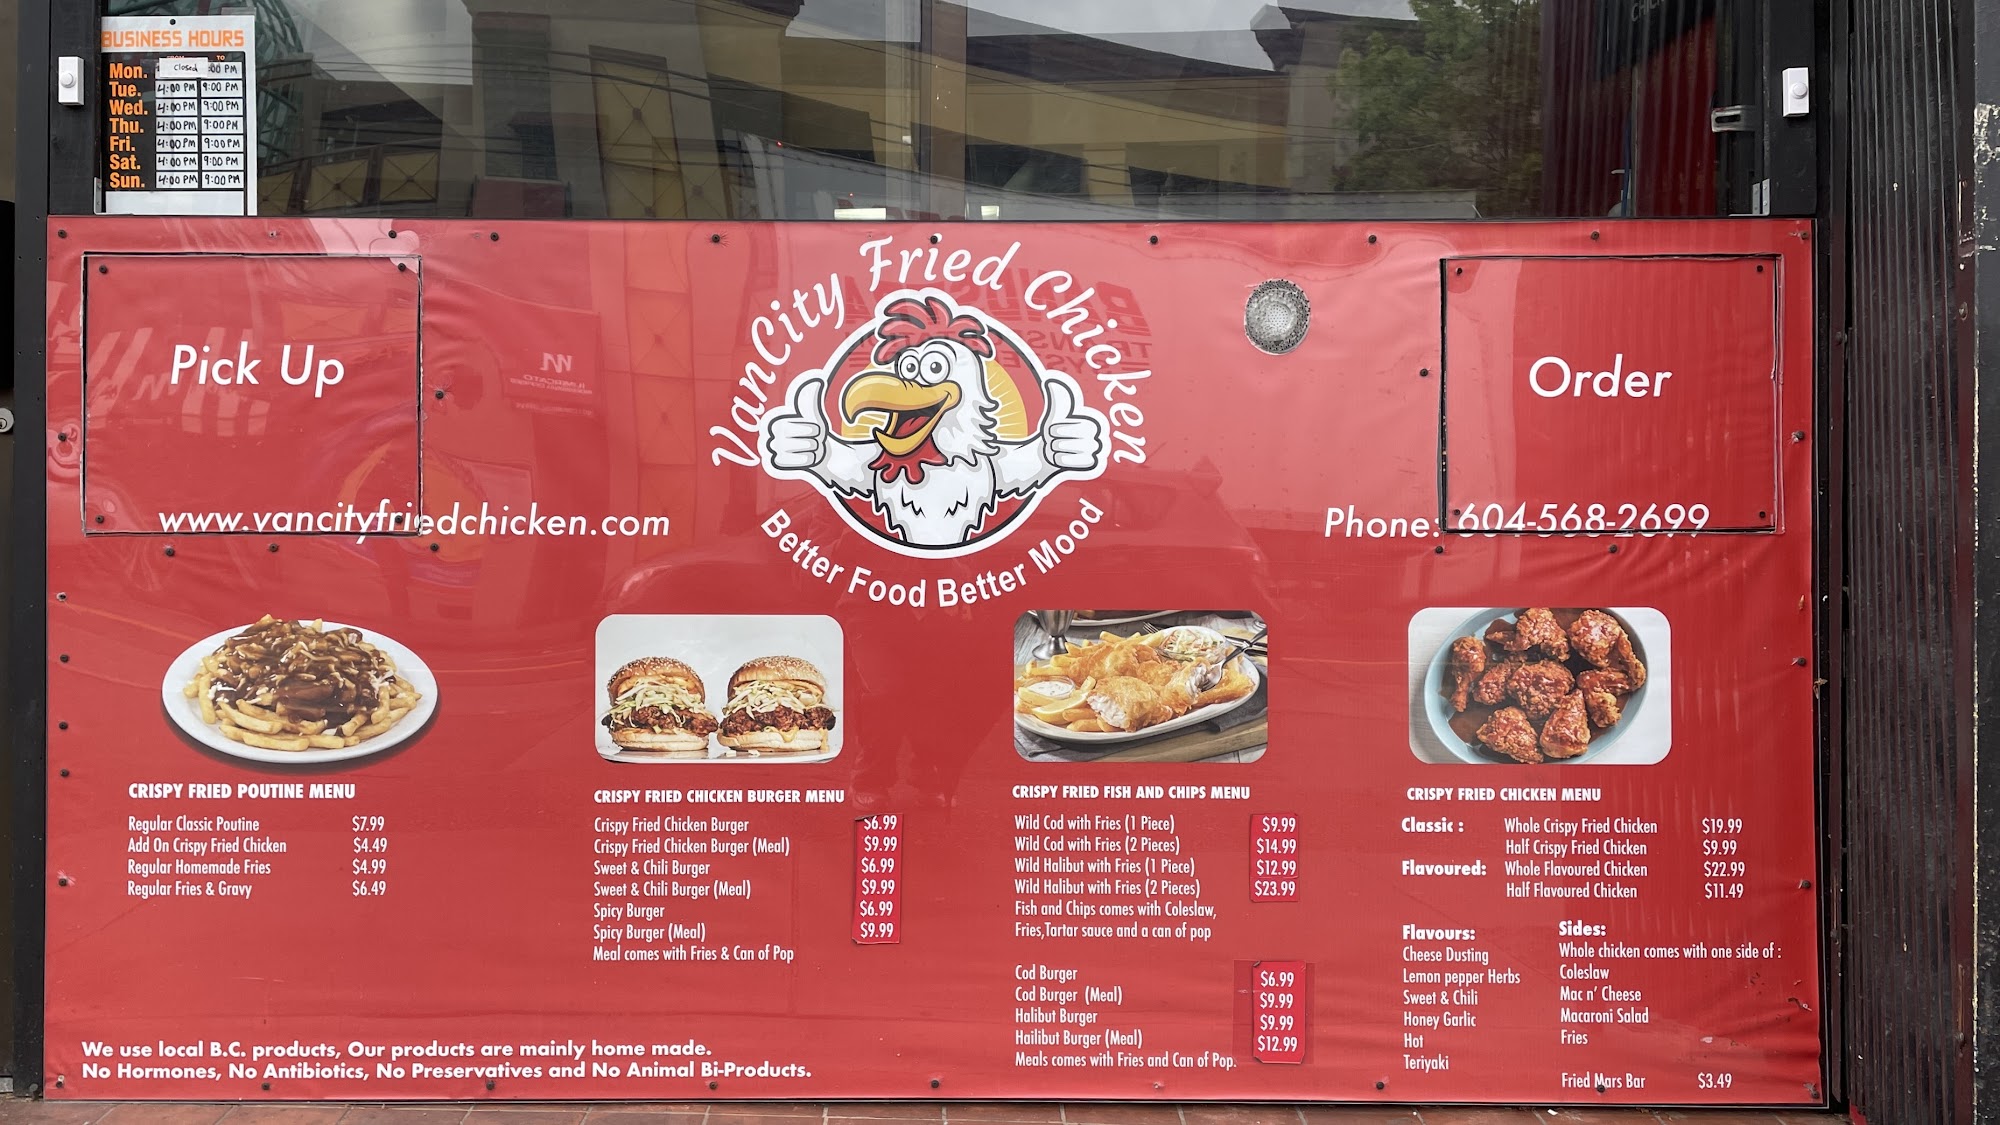 BUSINESS HOURS
TO
Mon. Closed :00 PM
Tue. 4:00 PM 9:00 PM
Wed. 4:00 PM 9:00 PM
Thu. 4:00 PM 9:00 PM
Fri. 4:00 PM 9:00 PM
Sat. 4:00 PM 9:00 PM
Sun. 4:00 PM 9:00 PM
VanCity Fried Chicken
Better Food Better Mood
Pick Up
Order
www.vancityfriedchicken.com
Phone: 604-568-2699
CRISPY FRIED POUTINE MENU
Regular Classic Poutine $7.99
Add On Crispy Fried Chicken $4.49
Regular Homemade Fries $4.99
Regular Fries & Gravy $6.49
CRISPY FRIED CHICKEN BURGER MENU
Crispy Fried Chicken Burger $6.99
Crispy Fried Chicken Burger (Meal) $9.99
Sweet & Chili Burger $6.99
Sweet & Chili Burger (Meal) $9.99
Spicy Burger $6.99
Spicy Burger (Meal) $9.99
Meal comes with Fries & Can of Pop
CRISPY FRIED FISH AND CHIPS MENU
Wild Cod with Fries (1 Piece) $9.99
Wild Cod with Fries (2 Pieces) $14.99
Wild Halibut with Fries (1 Piece) $12.99
Wild Halibut with Fries (2 Pieces) $23.99
Fish and Chips comes with Coleslaw,
Fries,Tartar sauce and a can of pop
Cod Burger $6.99
Cod Burger (Meal) $9.99
Halibut Burger $9.99
Hailibut Burger (Meal) $12.99
Meals comes with Fries and Can of Pop.
CRISPY FRIED CHICKEN MENU
Classic : Whole Crispy Fried Chicken $19.99
Half Crispy Fried Chicken $9.99
Flavoured: Whole Flavoured Chicken $22.99
Half Flavoured Chicken $11.49
Flavours:
Cheese Dusting
Lemon pepper Herbs
Sweet & Chili
Honey Garlic
Hot
Teriyaki
Sides:
Whole chicken comes with one side of :
Coleslaw
Mac n' Cheese
Macaroni Salad
Fries
Fried Mars Bar $3.49
We use local B.C. products, Our products are mainly home made.
No Hormones, No Antibiotics, No Preservatives and No Animal Bi-Products.